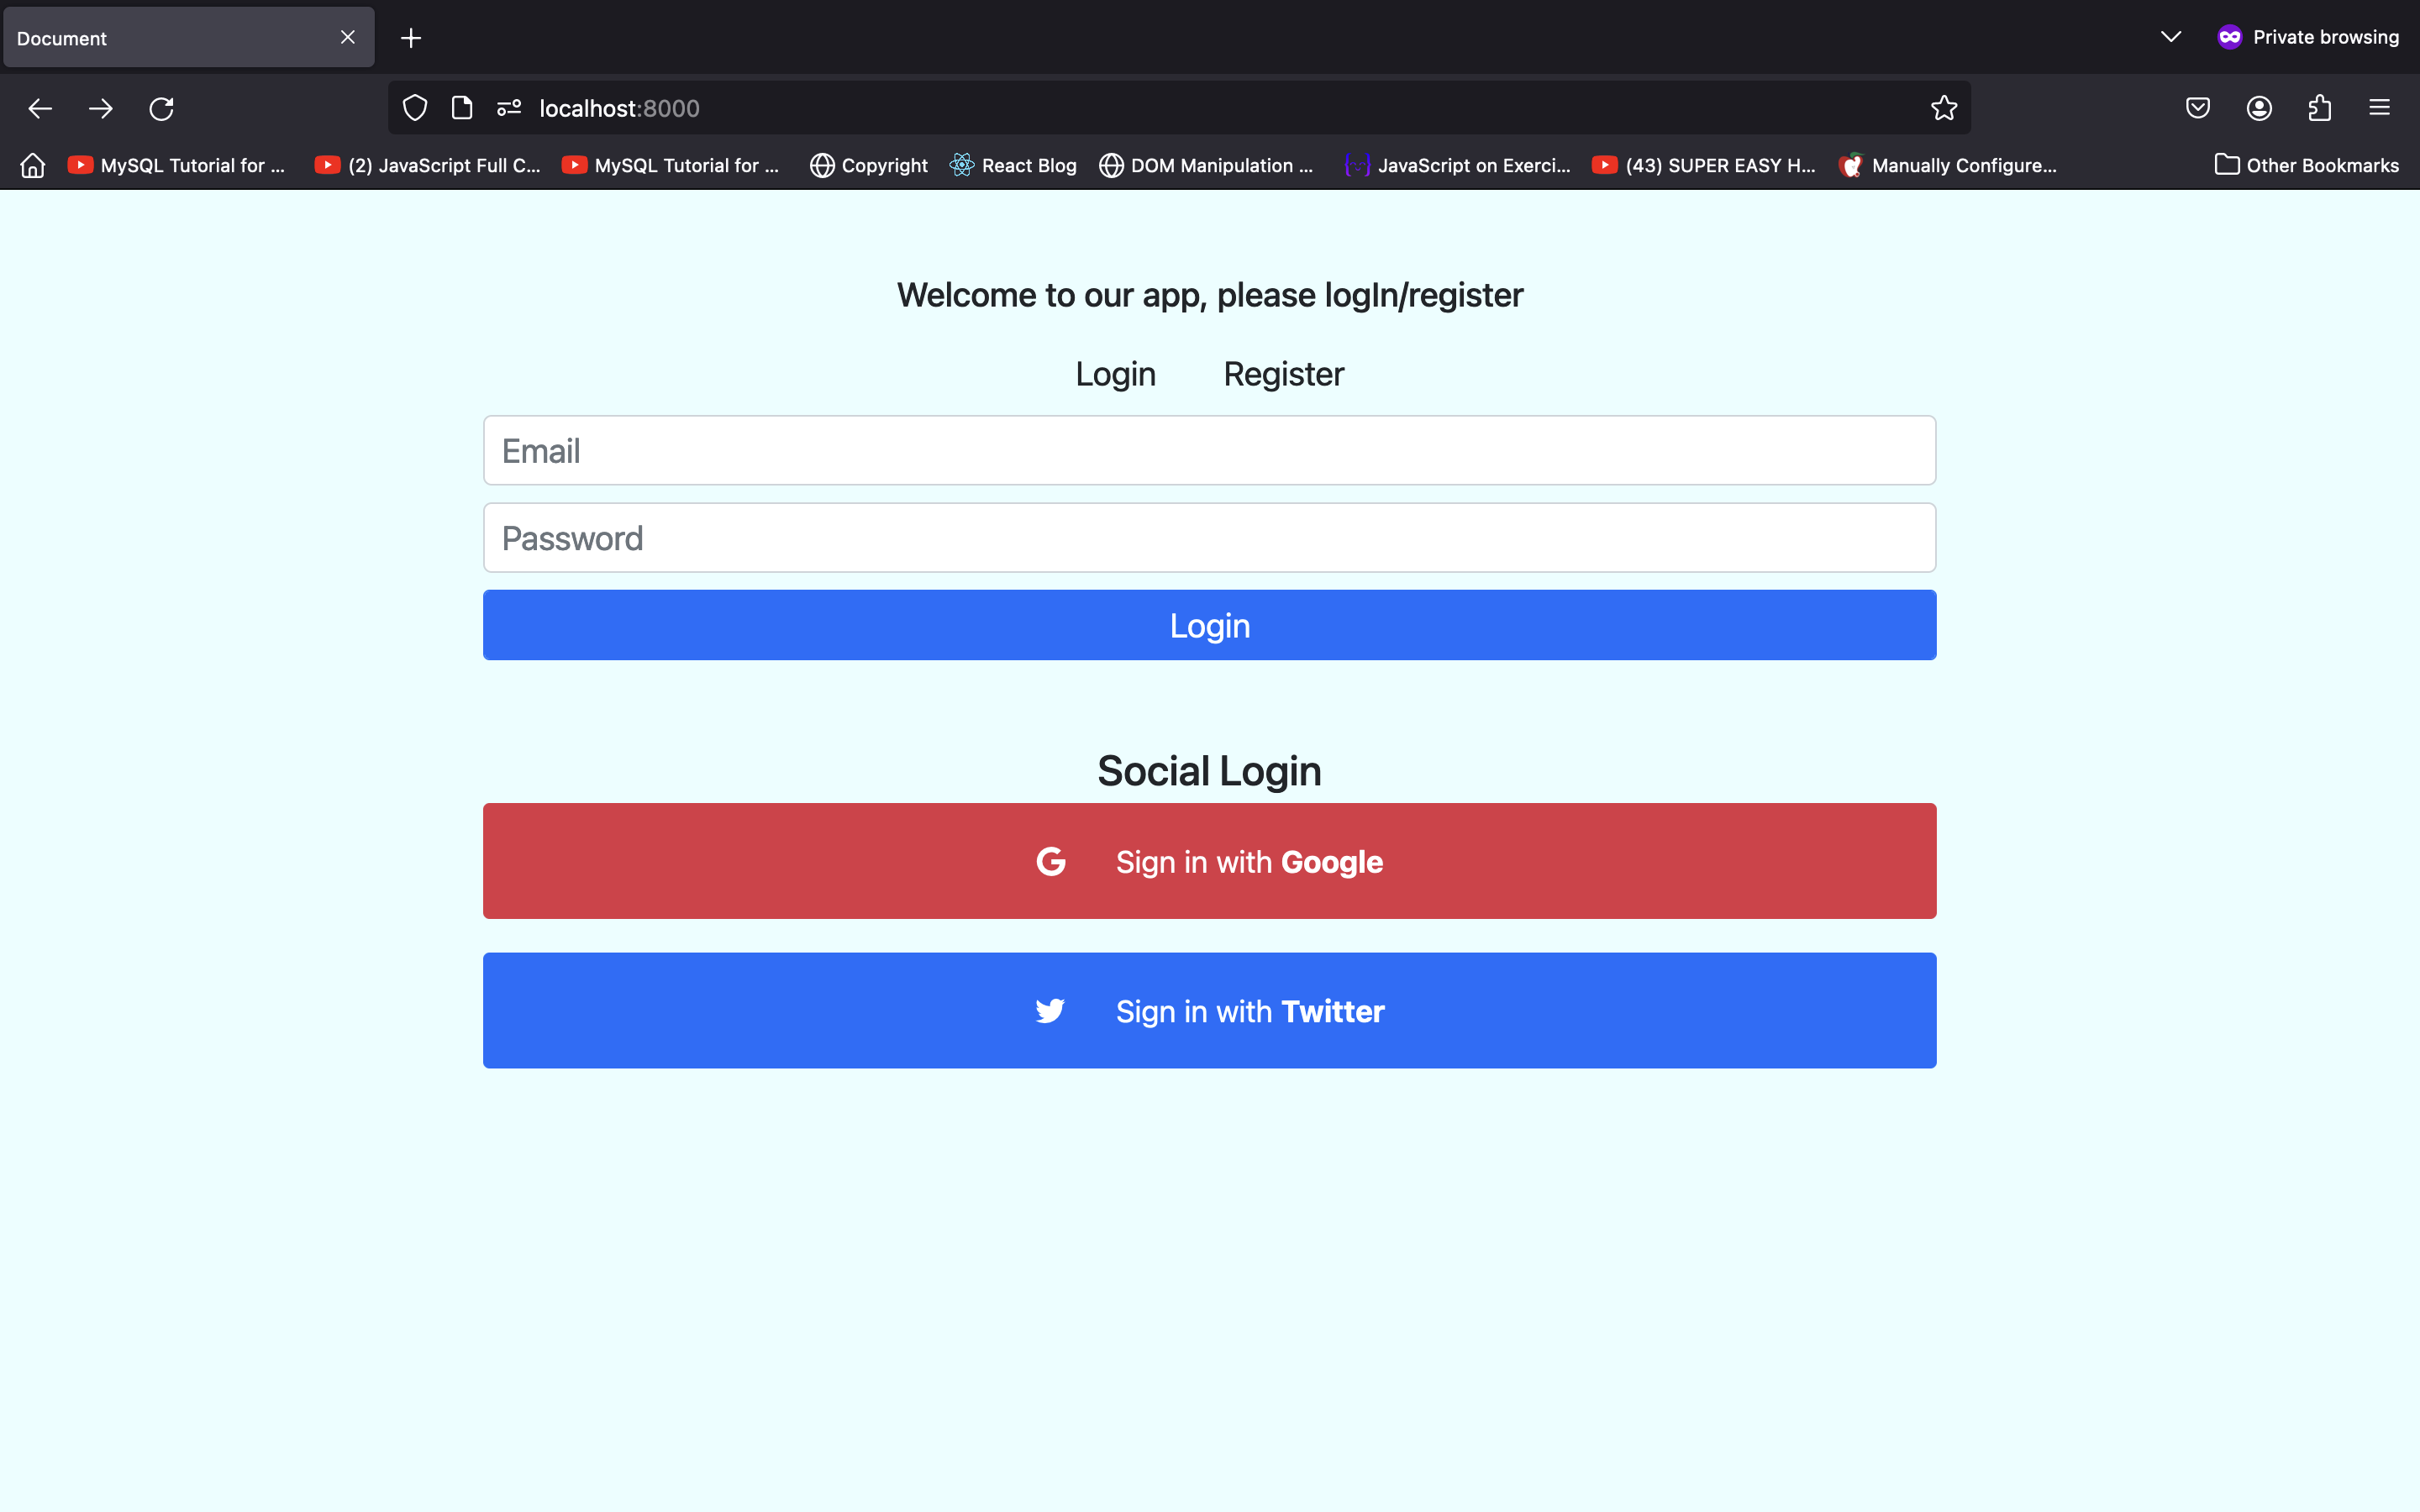 Document
Private browsing
localhost:8000
MySQL Tutorial for ... (2) JavaScript Full C... MySQL Tutorial for ... Copyright React Blog DOM Manipulation ... JavaScript on Exerci... (43) SUPER EASY H... Manually Configure... Other Bookmarks
Welcome to our app, please logIn/register
Login Register
Email
Password
Login
Social Login
G Sign in with Google
Sign in with Twitter